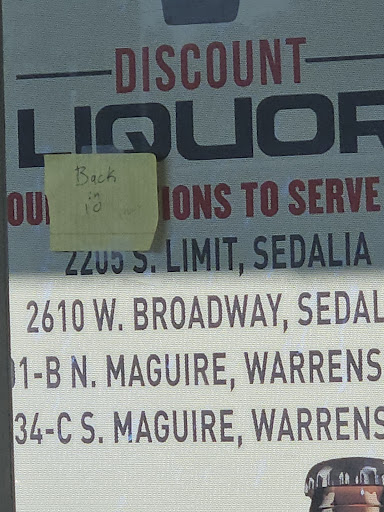 DISCOUNT
LIQUOR
OUR IONS TO SERVE
Back
in
2205 S. LIMIT, SEDALIA
2610 W. BROADWAY, SEDAL
1-B N. MAGUIRE, WARRENS
34-C S. MAGUIRE, WARRENS